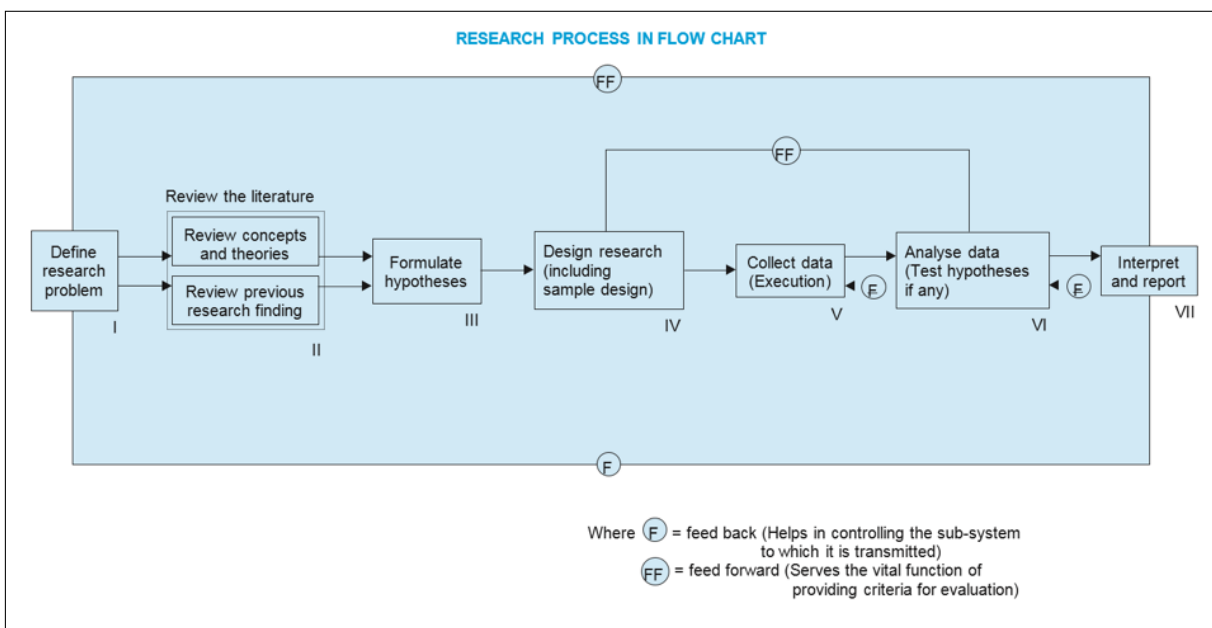 RESEARCH PROCESS IN FLOW CHART
FF
FF
Review the literature
Define
research
problem
I
Review concepts
and theories
Review previous
research finding
II
Formulate
hypotheses
III
Design research
(including
sample design)
IV
Collect data
(Execution)
V
F
Analyse data
(Test hypotheses
if any)
VI
F
Interpret
and report
VII
F
Where F = feed back (Helps in controlling the sub-system
to which it is transmitted)
FF = feed forward (Serves the vital function of
providing criteria for evaluation)